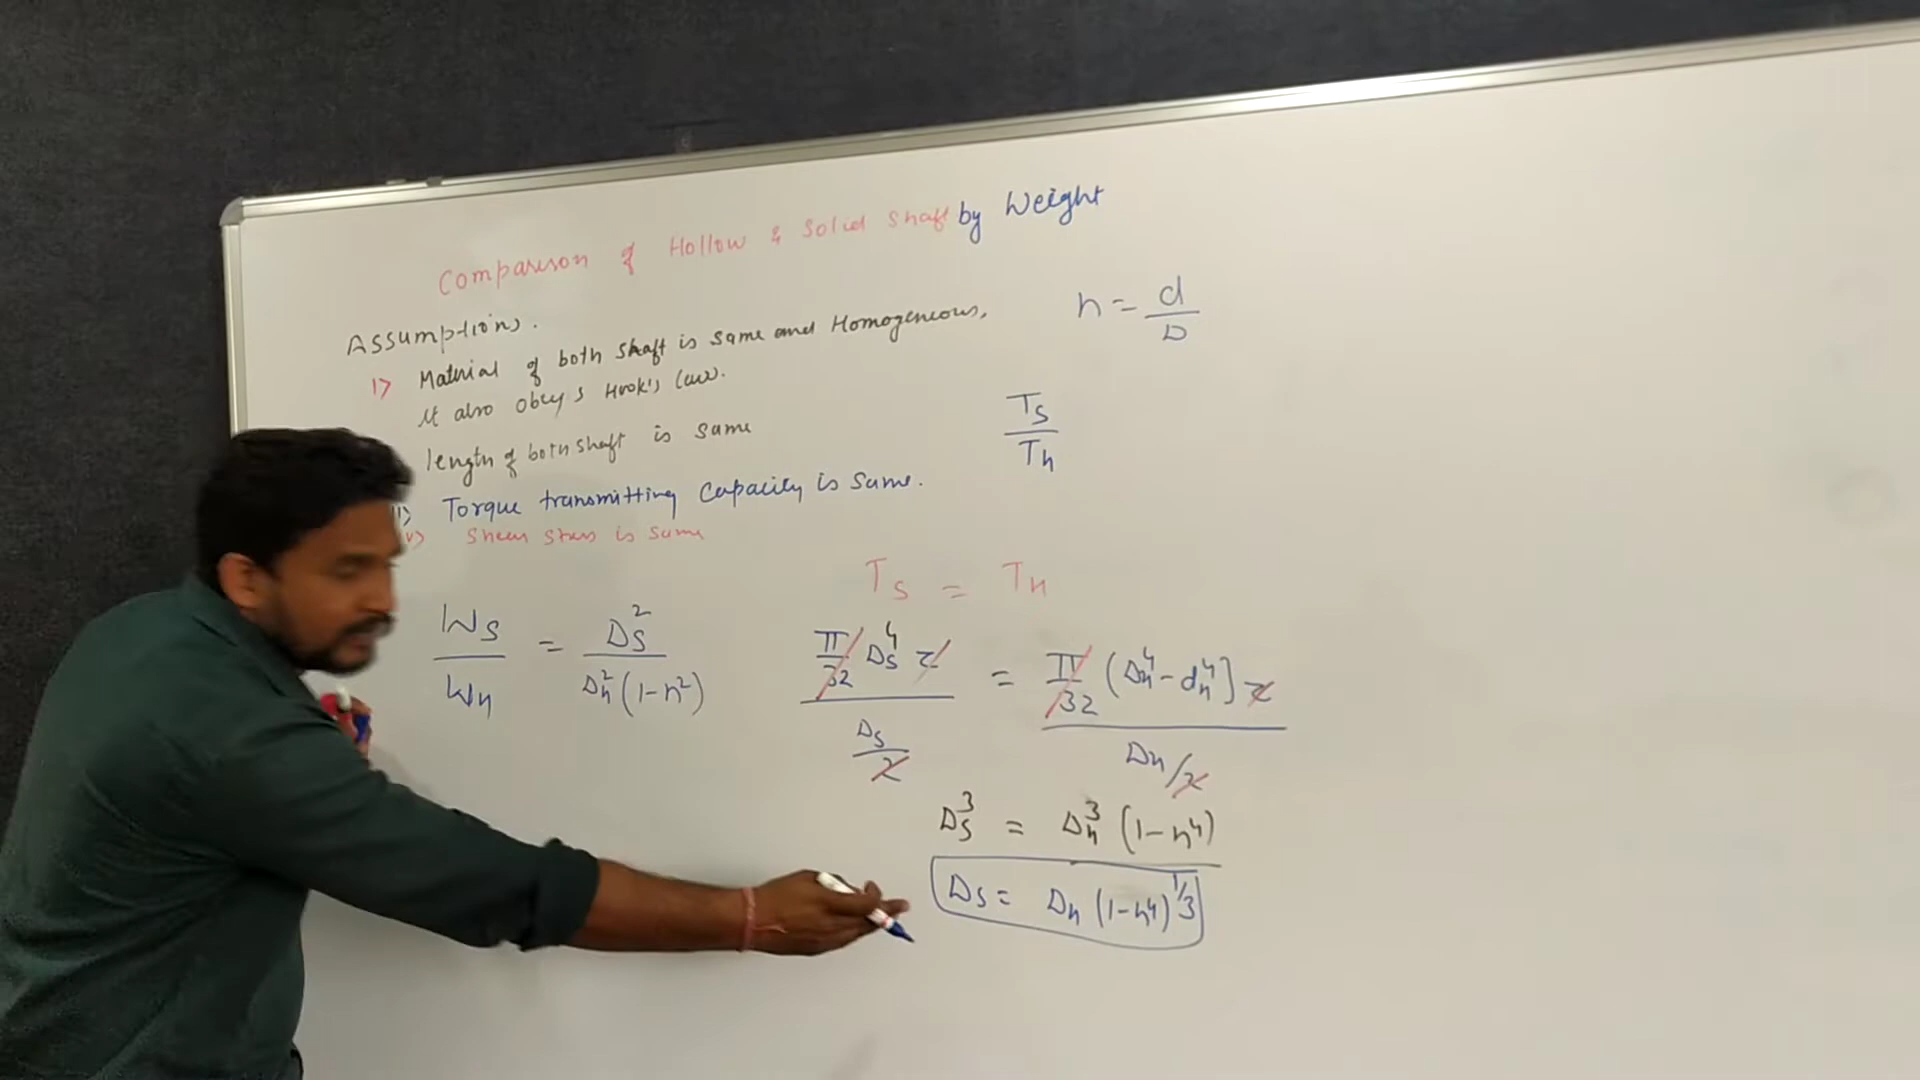 Comparison of Hollow & Solid Shaft by Weight
Assumptions.
n = d/D
1> Material of both shaft is same and Homogeneous,
It also obeys Hook's law.
length of both shaft is same
Ts/Th
Torque transmitting capacity is same.
Shear stress is same
Ts = Th
Ws/Wh = Ds²/Dh²(1-n²)
π/32 Ds⁴ τ / Ds/2 = π/32 (Dh⁴-dh⁴] τ / Dh/2
Ds³ = Dh³ (1-n⁴)
Ds = Dh (1-n⁴)^1/3